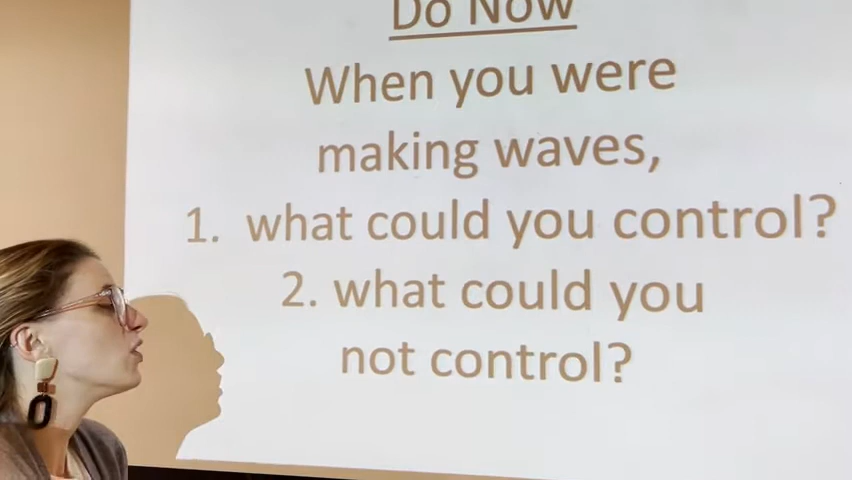 Do Now
When you were
making waves,
1. what could you control?
2. what could you
not control?